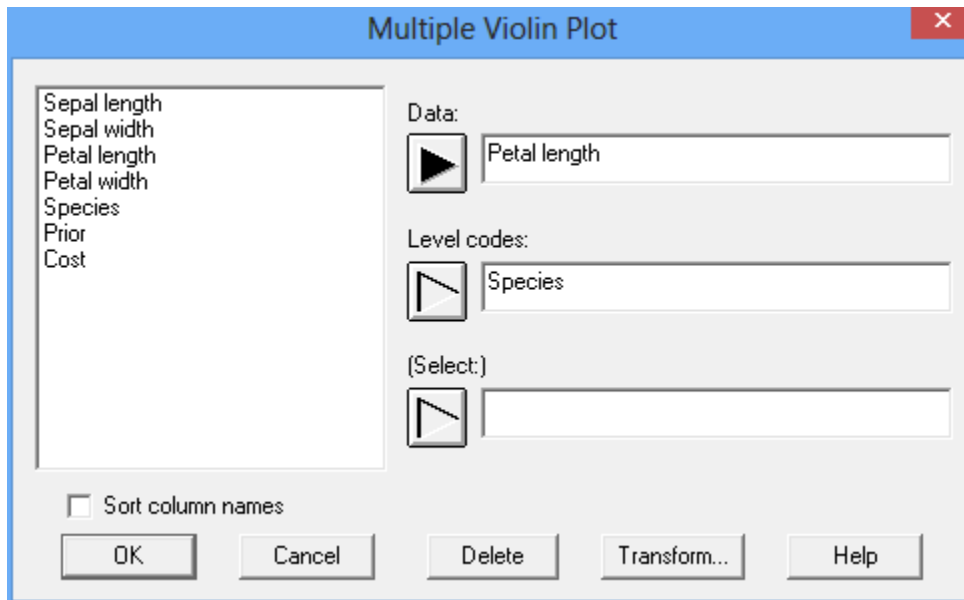 Multiple Violin Plot
Sepal length
Sepal width
Petal length
Petal width
Species
Prior
Cost
Data:
Petal length
Level codes:
Species
(Select:)
Sort column names
OK
Cancel
Delete
Transform...
Help